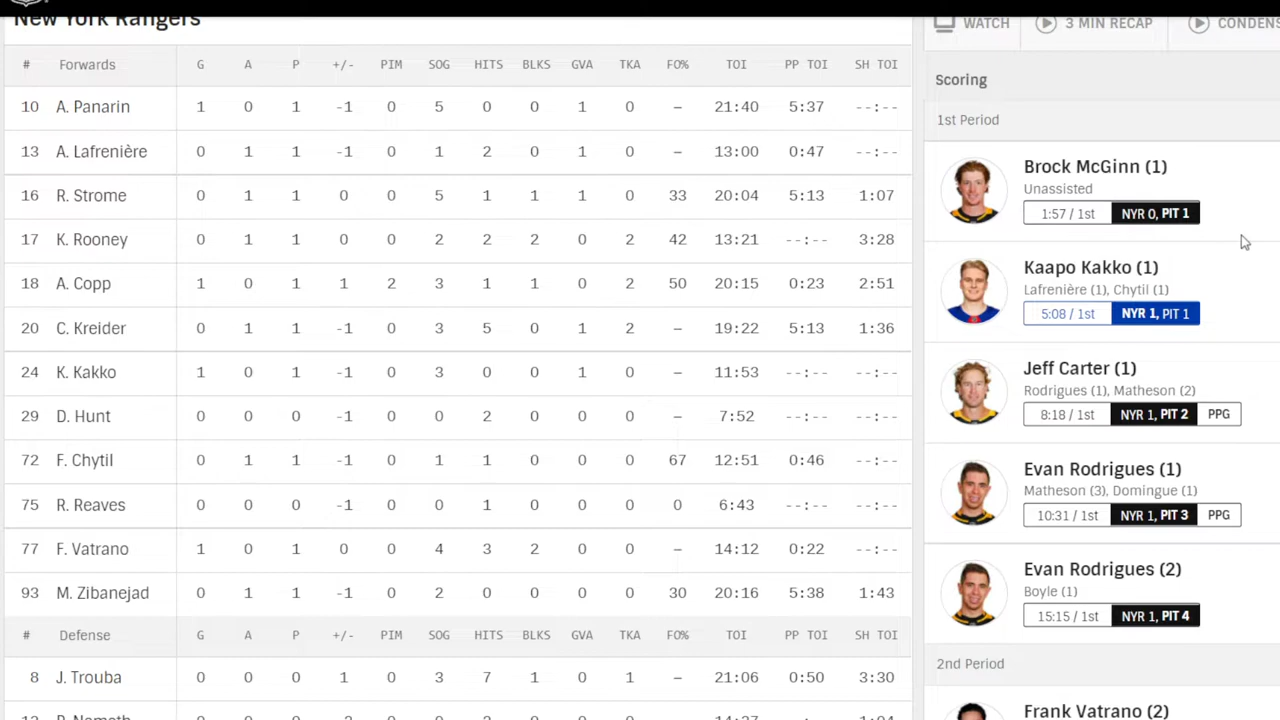 New York Rangers
# Forwards G A P +/- PIM SOG HITS BLKS GVA TKA FO% TOI PP TOI SH TOI
10 A. Panarin 1 0 1 -1 0 5 0 0 1 0 – 21:40 5:37 --:--
13 A. Lafrenière 0 1 1 -1 0 1 2 0 1 0 – 13:00 0:47 --:--
16 R. Strome 0 1 1 0 0 5 1 1 1 0 33 20:04 5:13 1:07
17 K. Rooney 0 1 1 0 0 2 2 2 0 2 42 13:21 --:-- 3:28
18 A. Copp 1 0 1 1 2 3 1 1 0 2 50 20:15 0:23 2:51
20 C. Kreider 0 1 1 -1 0 3 5 0 1 2 – 19:22 5:13 1:36
24 K. Kakko 1 0 1 -1 0 3 0 0 1 0 – 11:53 --:-- --:--
29 D. Hunt 0 0 0 -1 0 0 2 0 0 0 – 7:52 --:-- --:--
72 F. Chytil 0 1 1 -1 0 1 1 0 0 0 67 12:51 0:46 --:--
75 R. Reaves 0 0 0 -1 0 0 1 0 0 0 0 6:43 --:-- --:--
77 F. Vatrano 1 0 1 0 0 4 3 2 0 0 – 14:12 0:22 --:--
93 M. Zibanejad 0 1 1 -1 0 2 0 0 0 0 30 20:16 5:38 1:43
# Defense G A P +/- PIM SOG HITS BLKS GVA TKA FO% TOI PP TOI SH TOI
8 J. Trouba 0 0 0 1 0 3 7 1 0 1 – 21:06 0:50 3:30
WATCH 3 MIN RECAP CONDENS
Scoring
1st Period
Brock McGinn (1)
Unassisted
1:57 / 1st NYR 0, PIT 1
Kaapo Kakko (1)
Lafrenière (1), Chytil (1)
5:08 / 1st NYR 1, PIT 1
Jeff Carter (1)
Rodrigues (1), Matheson (2)
8:18 / 1st NYR 1, PIT 2 PPG
Evan Rodrigues (1)
Matheson (3), Domingue (1)
10:31 / 1st NYR 1, PIT 3 PPG
Evan Rodrigues (2)
Boyle (1)
15:15 / 1st NYR 1, PIT 4
2nd Period
Frank Vatrano (2)